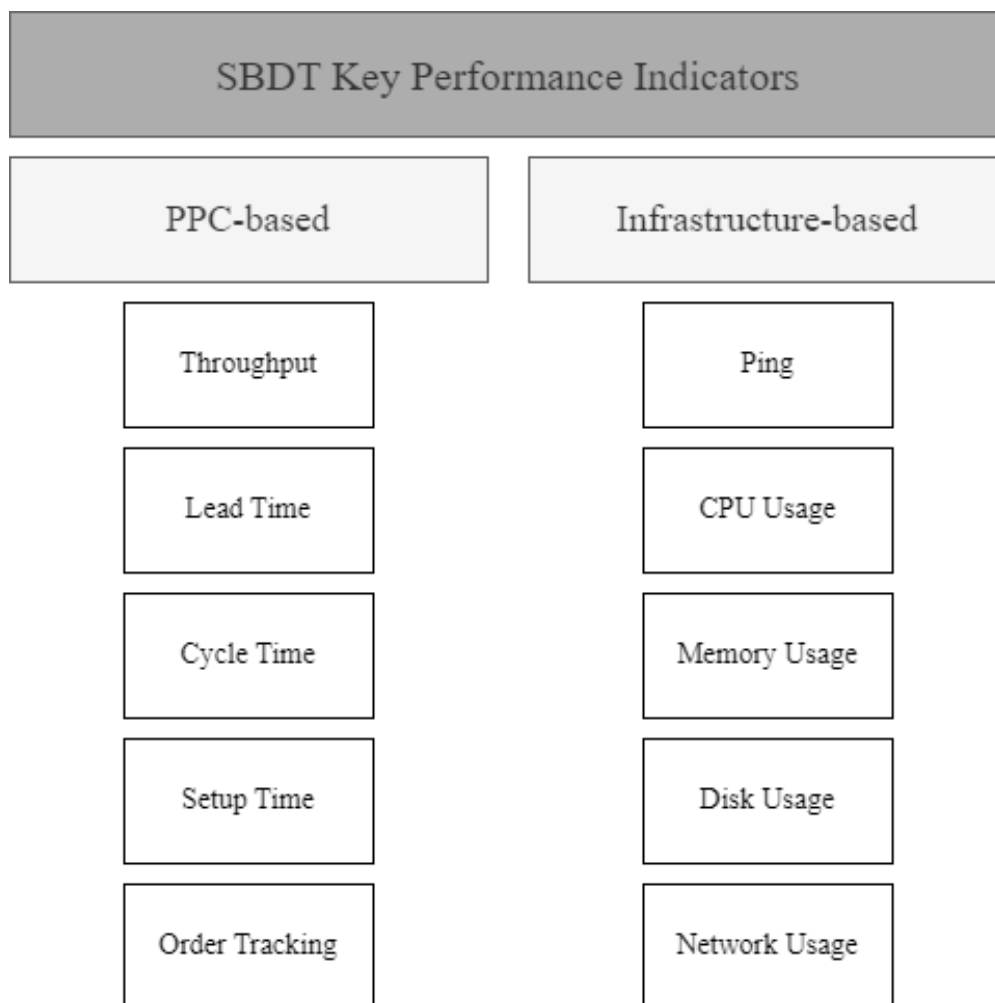 SBDT Key Performance Indicators
PPC-based
Infrastructure-based
Throughput
Ping
Lead Time
CPU Usage
Cycle Time
Memory Usage
Setup Time
Disk Usage
Order Tracking
Network Usage